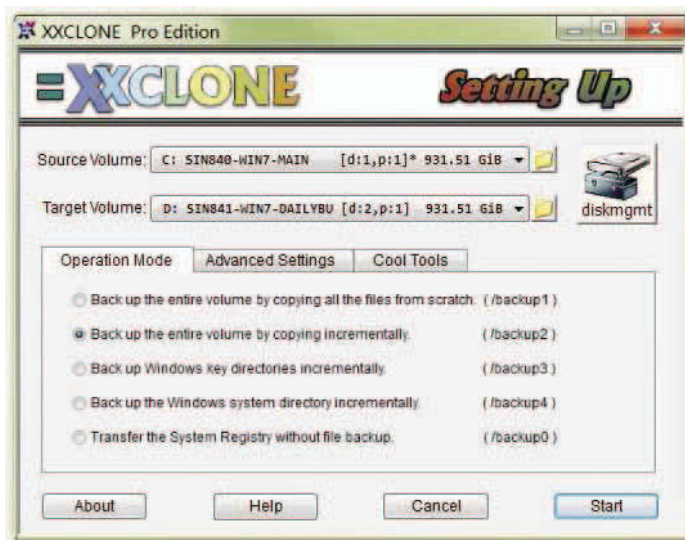 XXCLONE Pro Edition
=XXCLONE Setting Up
Source Volume: C: SIN840-WIN7-MAIN [d:1,p:1]* 931.51 GiB
Target Volume: D: SIN841-WIN7-DAILYBU [d:2,p:1] 931.51 GiB
diskmgmt
Operation Mode Advanced Settings Cool Tools
Back up the entire volume by copying all the files from scratch. ( /backup1 )
Back up the entire volume by copying incrementally. ( /backup2 )
Back up Windows key directories incrementally. ( /backup3 )
Back up the Windows system directory incrementally. ( /backup4 )
Transfer the System Registry without file backup. ( /backup0 )
About Help Cancel Start